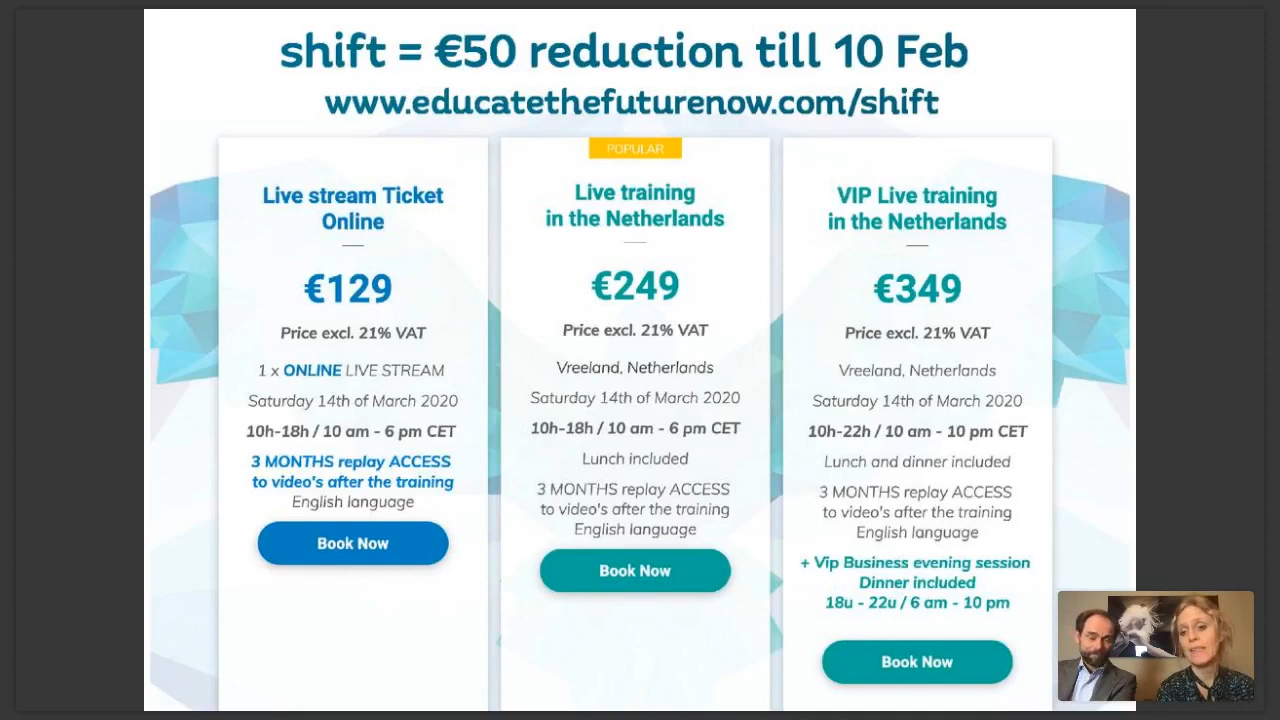 shift = €50 reduction till 10 Feb
www.educatethefuturenow.com/shift
Live stream Ticket
Online
€129
Price excl. 21% VAT
1 x ONLINE LIVE STREAM
Saturday 14th of March 2020
10h-18h / 10 am - 6 pm CET
3 MONTHS replay ACCESS
to video's after the training
English language
Book Now
POPULAR
Live training
in the Netherlands
€249
Price excl. 21% VAT
Vreeland, Netherlands
Saturday 14th of March 2020
10h-18h / 10 am - 6 pm CET
Lunch included
3 MONTHS replay ACCESS
to video's after the training
English language
Book Now
VIP Live training
in the Netherlands
€349
Price excl. 21% VAT
Vreeland, Netherlands
Saturday 14th of March 2020
10h-22h / 10 am - 10 pm CET
Lunch and dinner included
3 MONTHS replay ACCESS
to video's after the training
English language
+ Vip Business evening session
Dinner included
18u - 22u / 6 am - 10 pm
Book Now